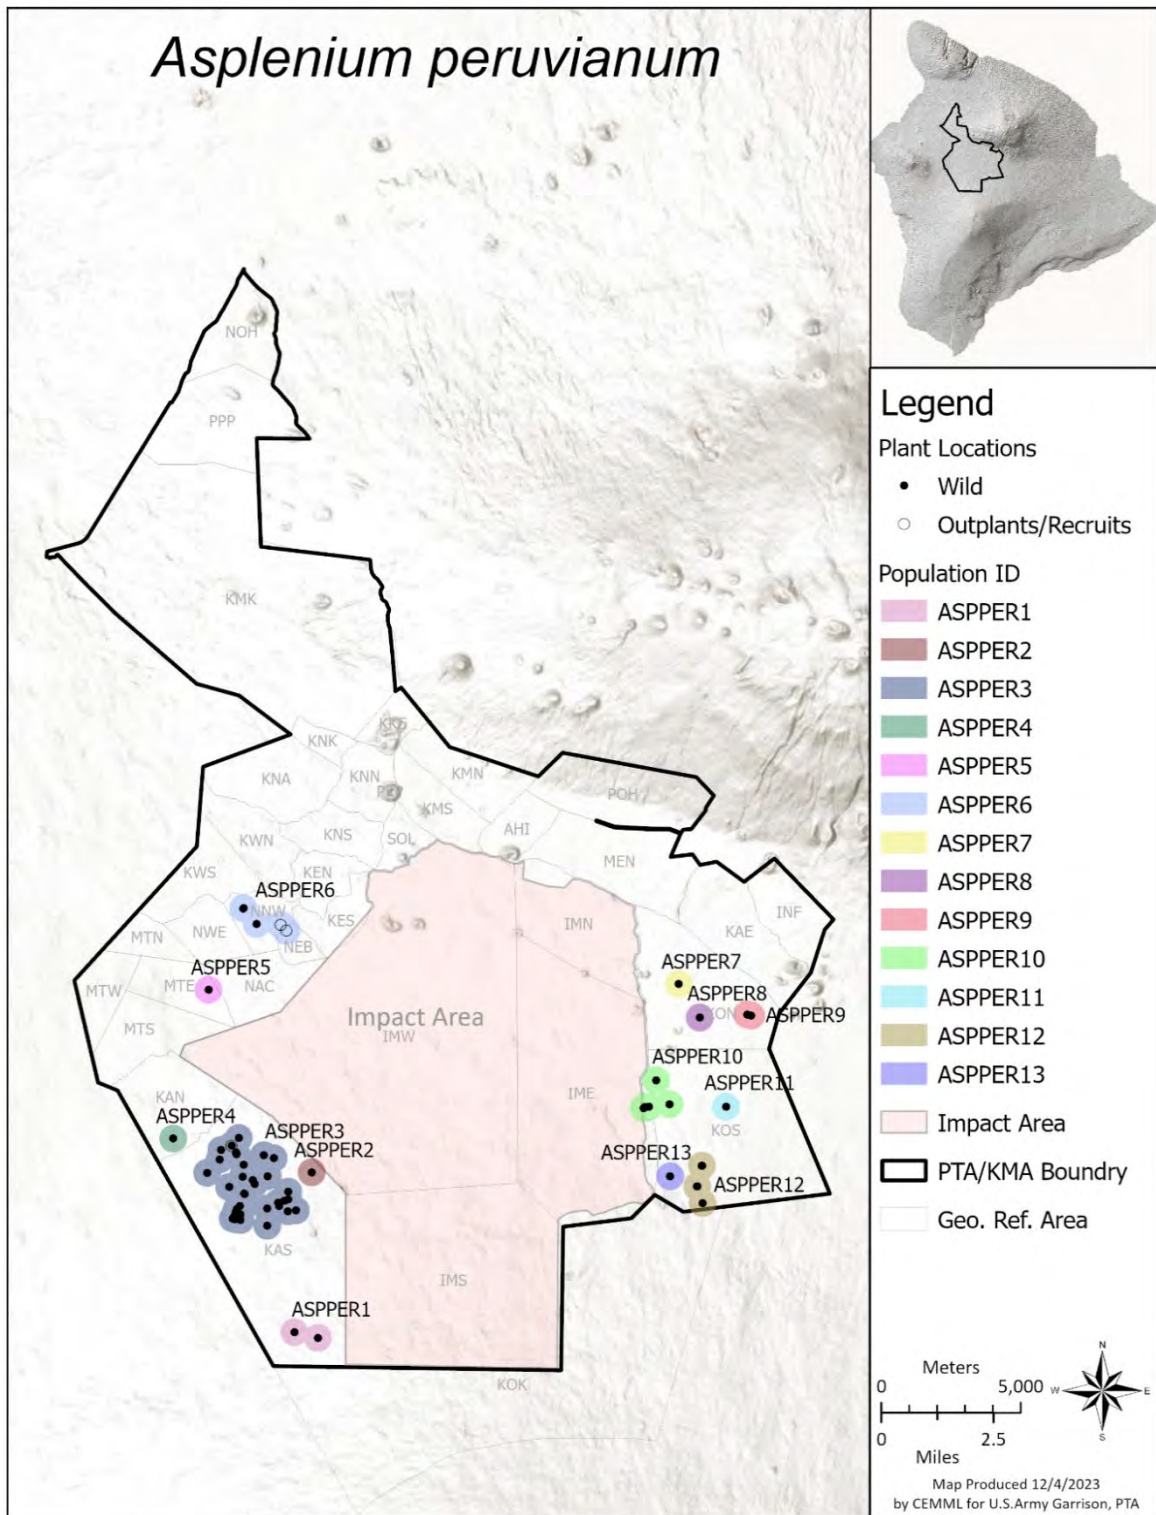 Asplenium peruvianum
NOH
PPP
KMK
KKS
KNK
KNA
KNN
KMN
KMS
POH
KWN
KNS
SOL
AHI
MEN
KWS
KEN
ASPPER6
NNW
KES
INF
MTN
NWE
NEB
IMN
KAE
ASPPER5
ASPPER7
MTW
MTE
NAC
ASPPER8
ASPPER9
MTS
Impact Area
IMW
ASPPER10
KAN
IME
ASPPER11
ASPPER4
ASPPER3
KOS
ASPPER2
ASPPER13
ASPPER12
KAS
IMS
ASPPER1
KOK
Legend
Plant Locations
Wild
Outplants/Recruits
Population ID
ASPPER1
ASPPER2
ASPPER3
ASPPER4
ASPPER5
ASPPER6
ASPPER7
ASPPER8
ASPPER9
ASPPER10
ASPPER11
ASPPER12
ASPPER13
Impact Area
PTA/KMA Boundry
Geo. Ref. Area
N
Meters
0 5,000
W E
S
0 2.5
Miles
Map Produced 12/4/2023
by CEMML for U.S.Army Garrison, PTA